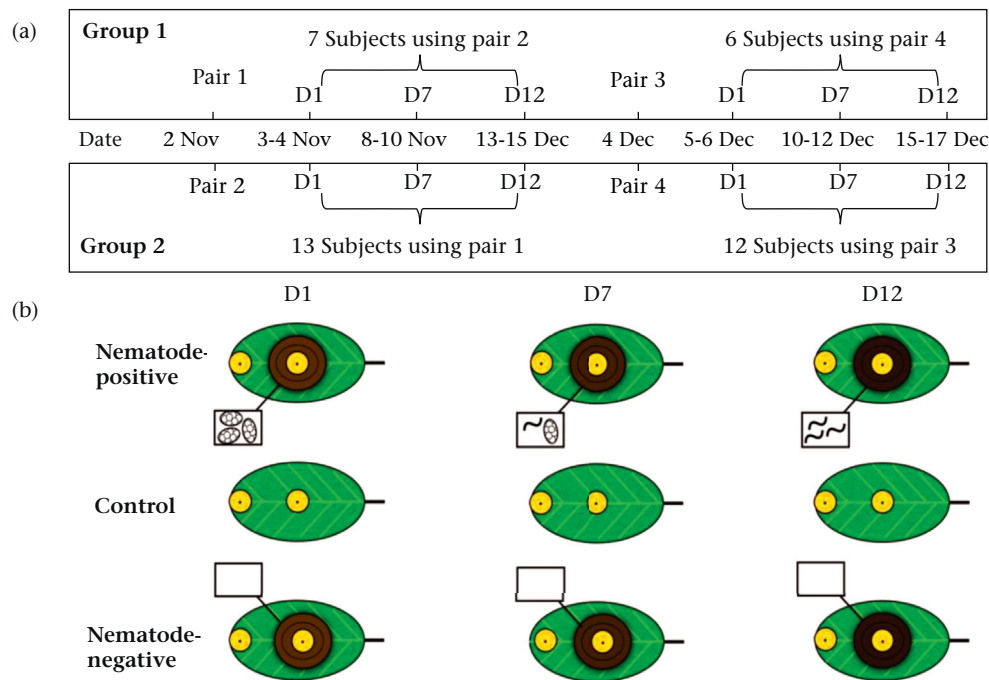 (a)
Group 1
7 Subjects using pair 2
6 Subjects using pair 4
Pair 1
Pair 3
D1 D7 D12 D1 D7 D12
Date 2 Nov 3-4 Nov 8-10 Nov 13-15 Dec 4 Dec 5-6 Dec 10-12 Dec 15-17 Dec
Pair 2 D1 D7 D12 Pair 4 D1 D7 D12
Group 2
13 Subjects using pair 1
12 Subjects using pair 3
(b)
D1 D7 D12
Nematode-
positive
Control
Nematode-
negative